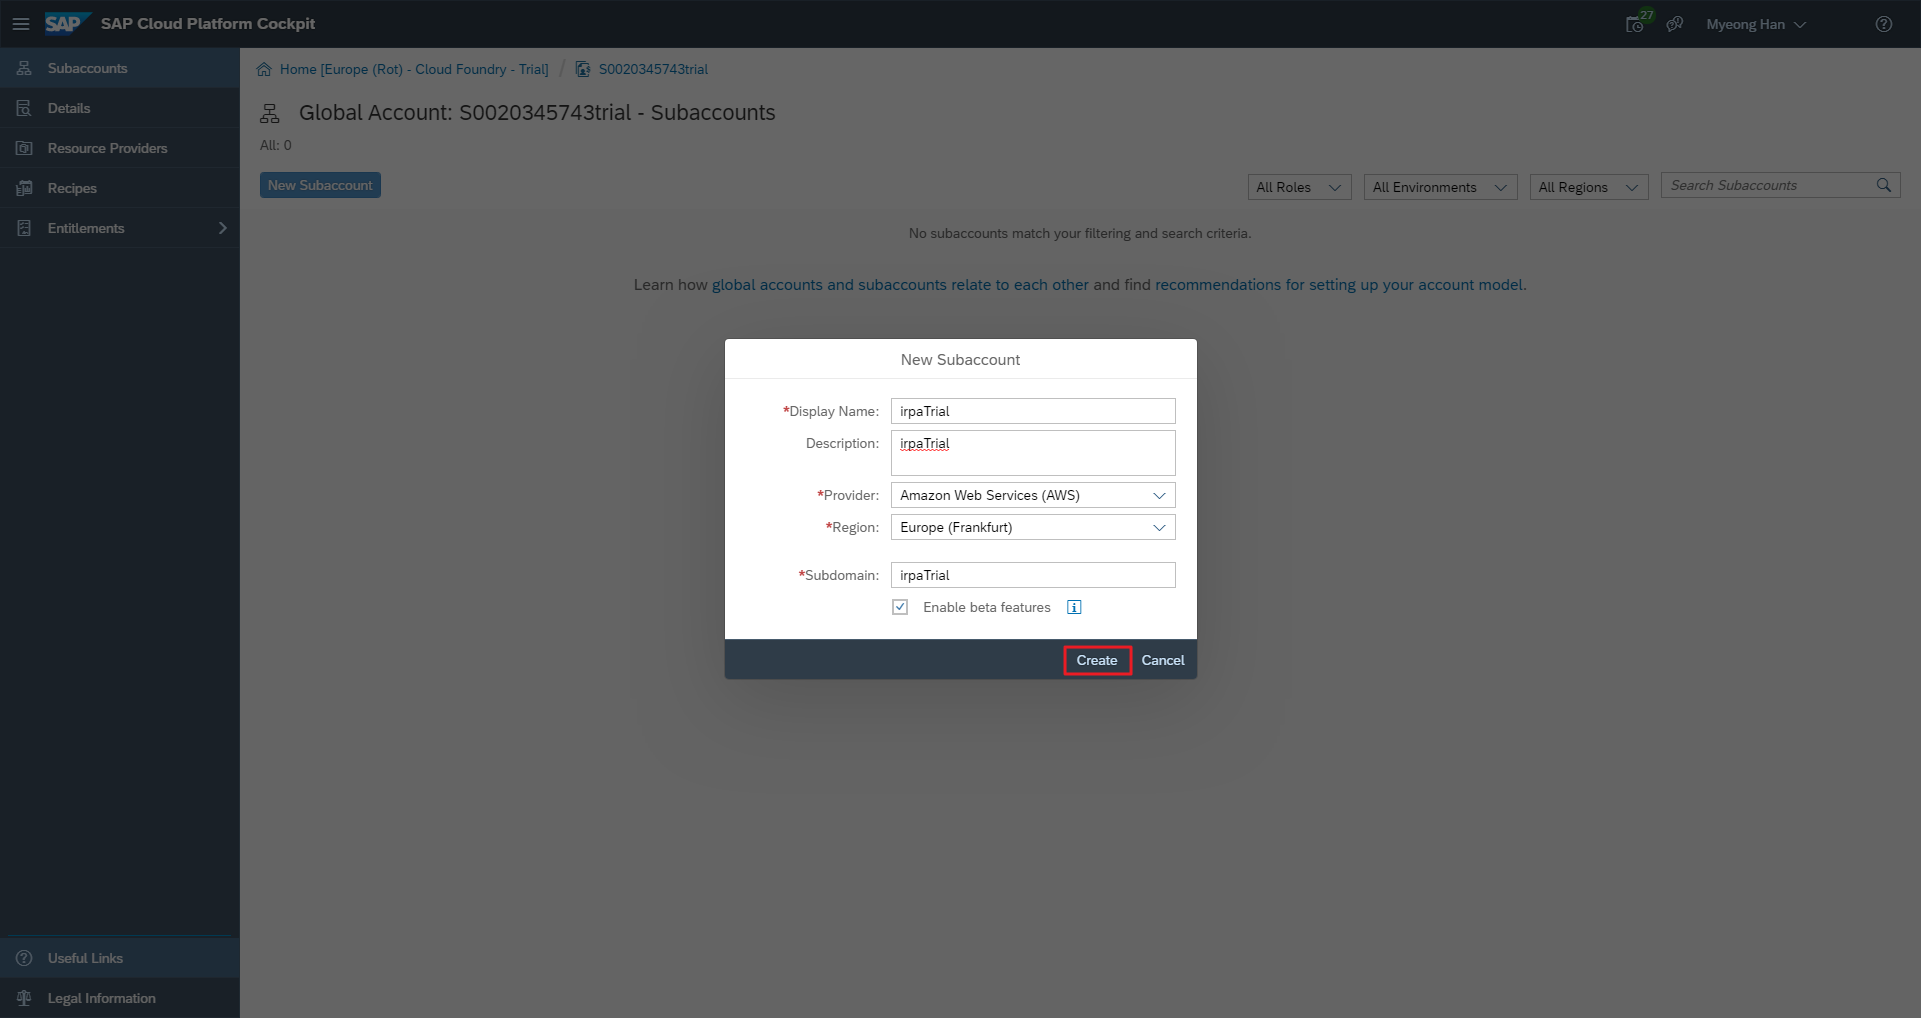 SAP SAP Cloud Platform Cockpit
27
Myeong Han
Subaccounts
Details
Resource Providers
Recipes
Entitlements
Useful Links
Legal Information
Home [Europe (Rot) - Cloud Foundry - Trial] / S0020345743trial
Global Account: S0020345743trial - Subaccounts
All: 0
New Subaccount
All Roles
All Environments
All Regions
Search Subaccounts
No subaccounts match your filtering and search criteria.
Learn how global accounts and subaccounts relate to each other and find recommendations for setting up your account model.
New Subaccount
*Display Name: irpaTrial
Description: irpaTrial
*Provider: Amazon Web Services (AWS)
*Region: Europe (Frankfurt)
*Subdomain: irpaTrial
Enable beta features
Create Cancel